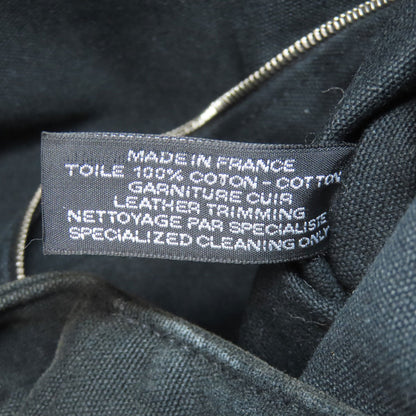 MADE IN FRANCE
TOILE 100% COTON - COTTON
GARNITURE CUIR
LEATHER TRIMMING
NETTOYAGE PAR SPECIALISTE
SPECIALIZED CLEANING ONLY